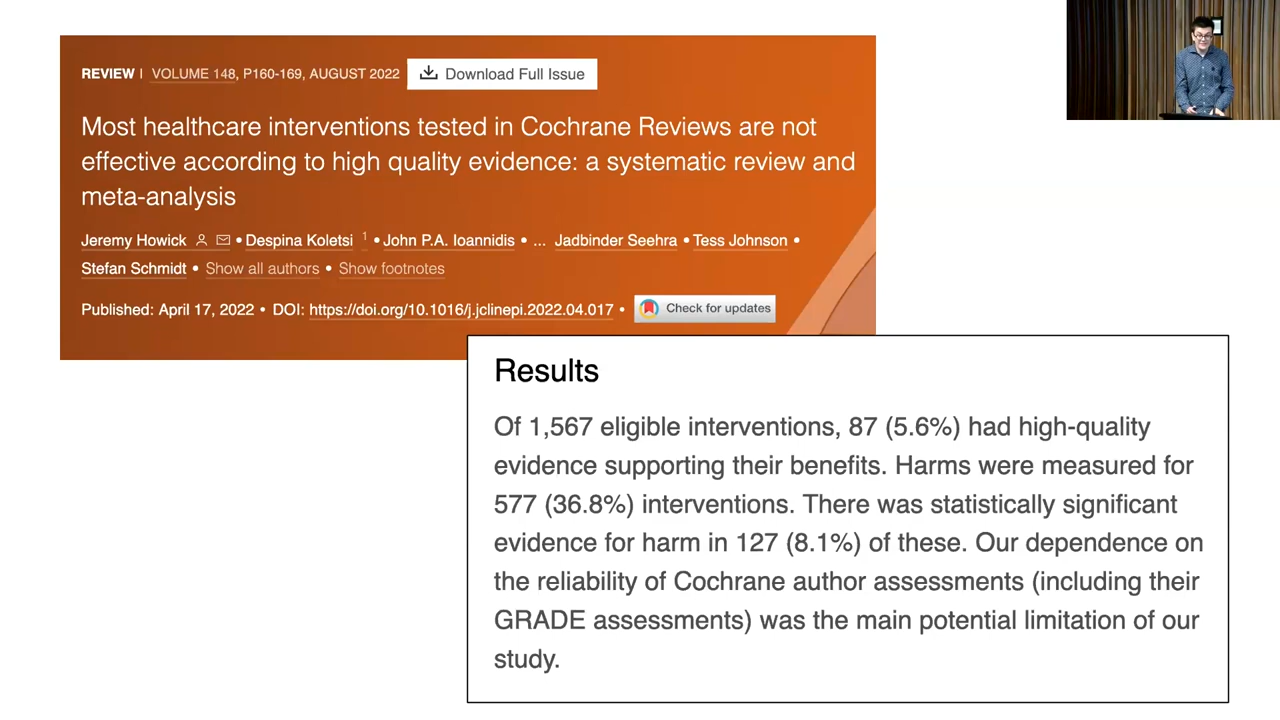 REVIEW | VOLUME 148, P160-169, AUGUST 2022 Download Full Issue
Most healthcare interventions tested in Cochrane Reviews are not
effective according to high quality evidence: a systematic review and
meta-analysis
Jeremy Howick • Despina Koletsi 1 • John P.A. Ioannidis • ... Jadbinder Seehra • Tess Johnson •
Stefan Schmidt • Show all authors • Show footnotes
Published: April 17, 2022 • DOI: https://doi.org/10.1016/j.jclinepi.2022.04.017 • Check for updates
Results
Of 1,567 eligible interventions, 87 (5.6%) had high-quality
evidence supporting their benefits. Harms were measured for
577 (36.8%) interventions. There was statistically significant
evidence for harm in 127 (8.1%) of these. Our dependence on
the reliability of Cochrane author assessments (including their
GRADE assessments) was the main potential limitation of our
study.